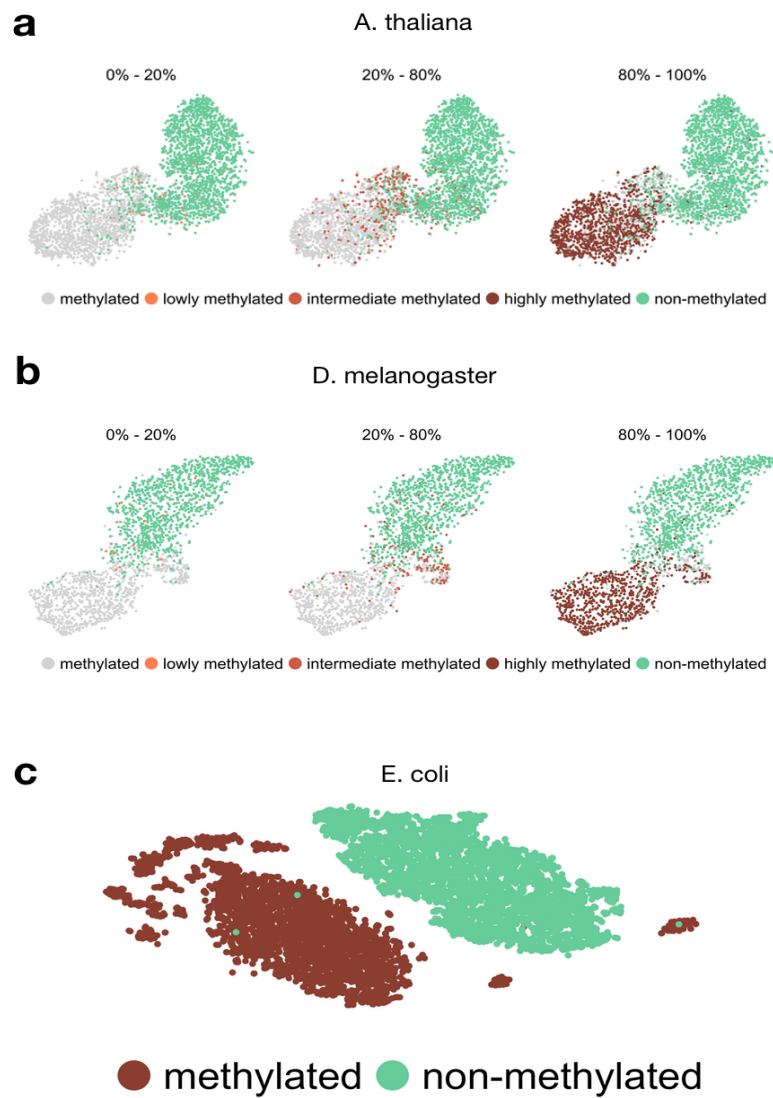 a
A. thaliana
0% - 20% 20% - 80% 80% - 100%
methylated lowly methylated intermediate methylated highly methylated non-methylated
b
D. melanogaster
0% - 20% 20% - 80% 80% - 100%
methylated lowly methylated intermediate methylated highly methylated non-methylated
c
E. coli
methylated non-methylated